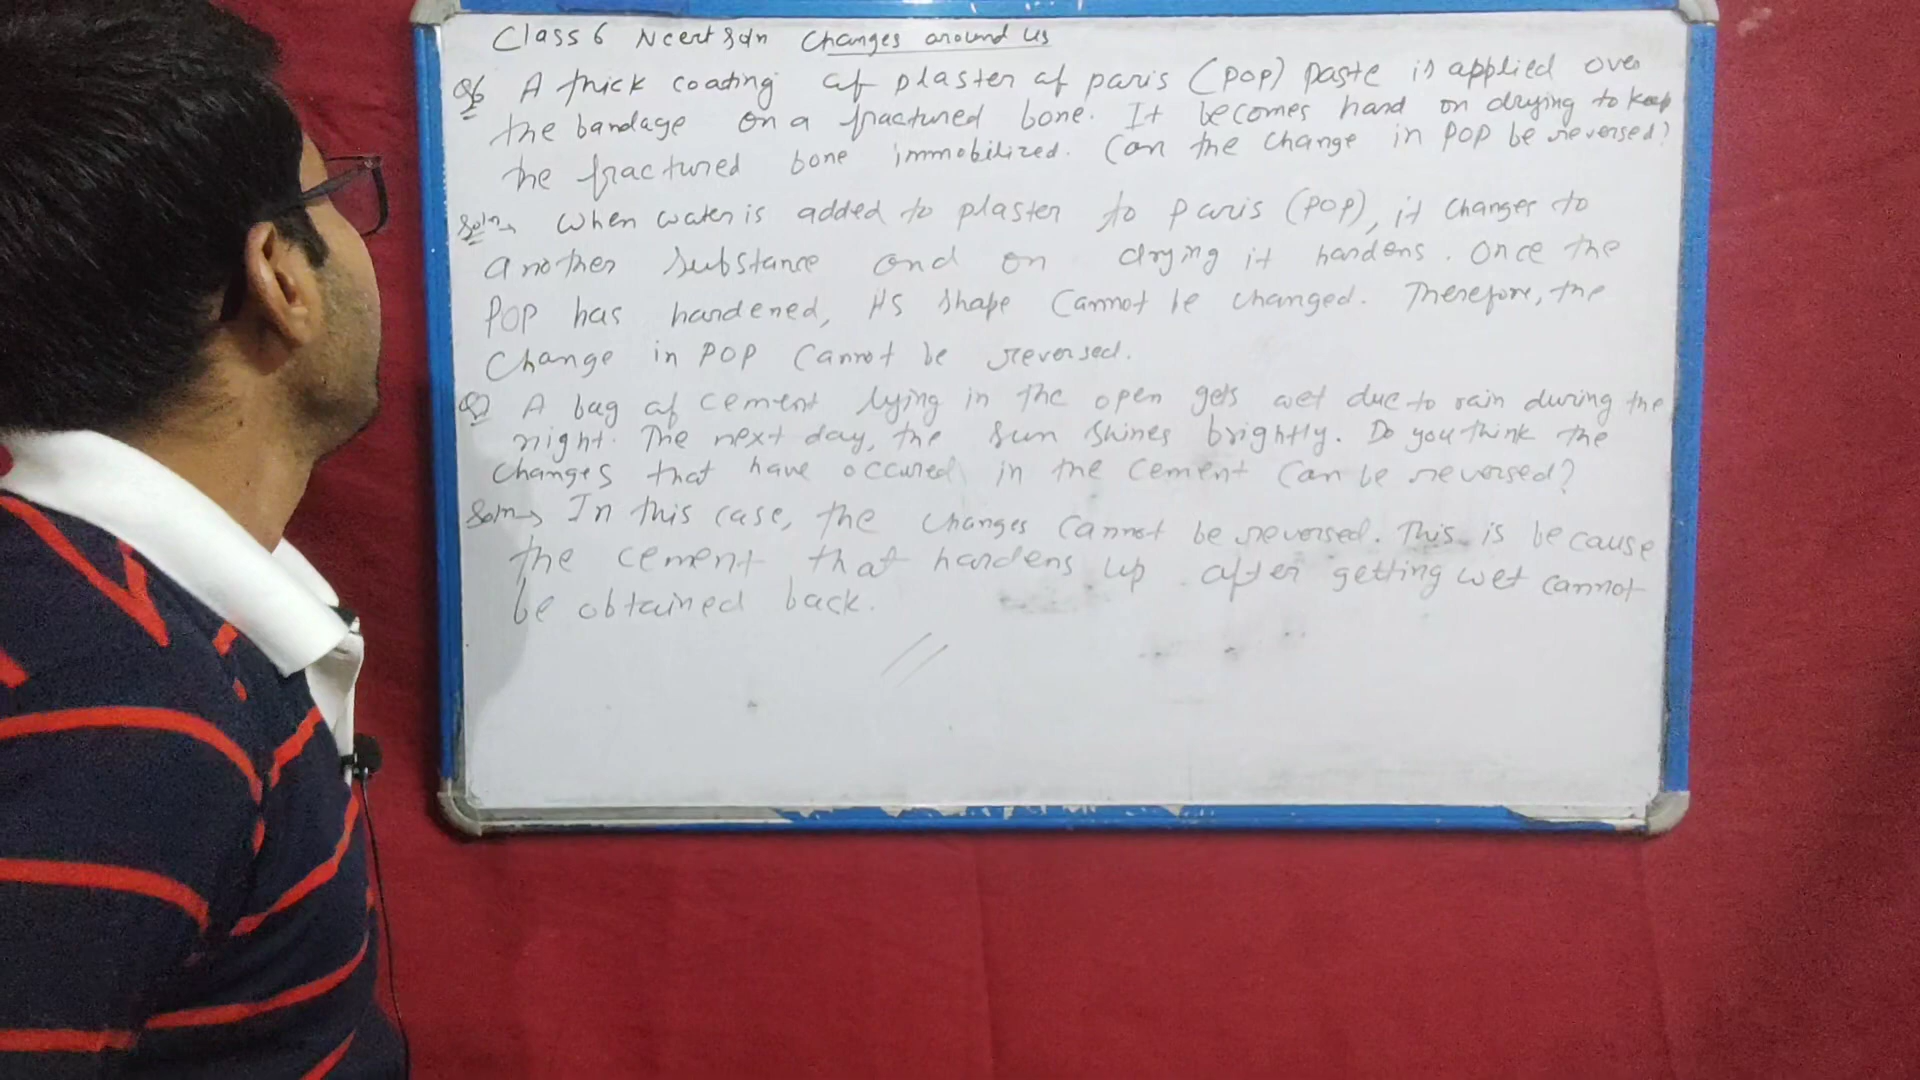 Class 6 Ncert Soln Changes around us
Q6 A thick coating of plaster of paris (POP) paste is applied over
the bandage on a fractured bone. It becomes hard on drying to keep
the fractured bone immobilized. Can the change in POP be reversed?
Soln→ When water is added to plaster to paris (POP), it changes to
another substance and on drying it hardens. Once the
POP has hardened, its shape cannot be changed. Therefore, the
Change in POP cannot be reversed.
Q7 A bag of cement lying in the open gets wet due to rain during the
night. The next day, the sun shines brightly. Do you think the
changes that have occured in the cement can be reversed?
Soln→ In this case, the changes cannot be reversed. This is because
the cement that hardens up after getting wet cannot
be obtained back.